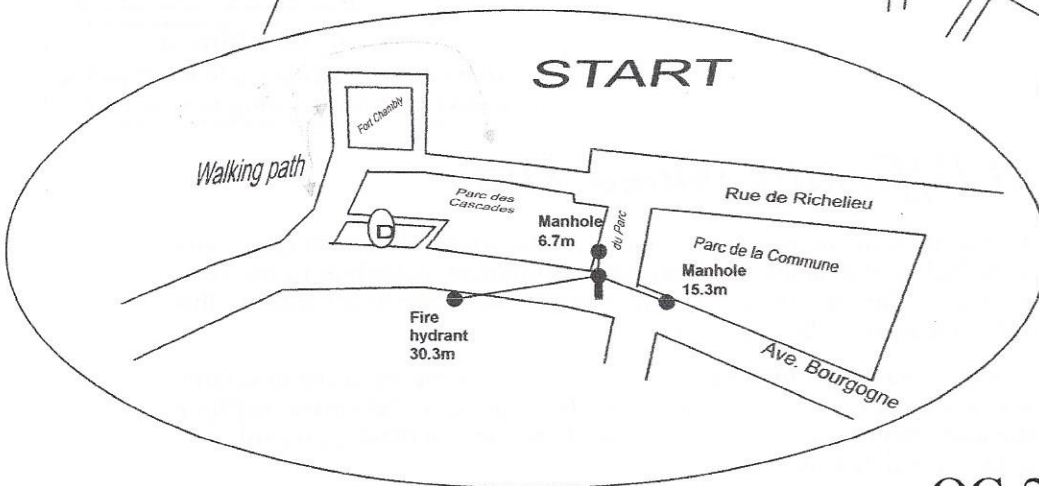 START
Fort Chambly
Walking path
Parc des
Cascades
Rue de Richelieu
Manhole
6.7m
du Parc
Parc de la Commune
Manhole
15.3m
D
Fire
hydrant
30.3m
Ave. Bourgogne